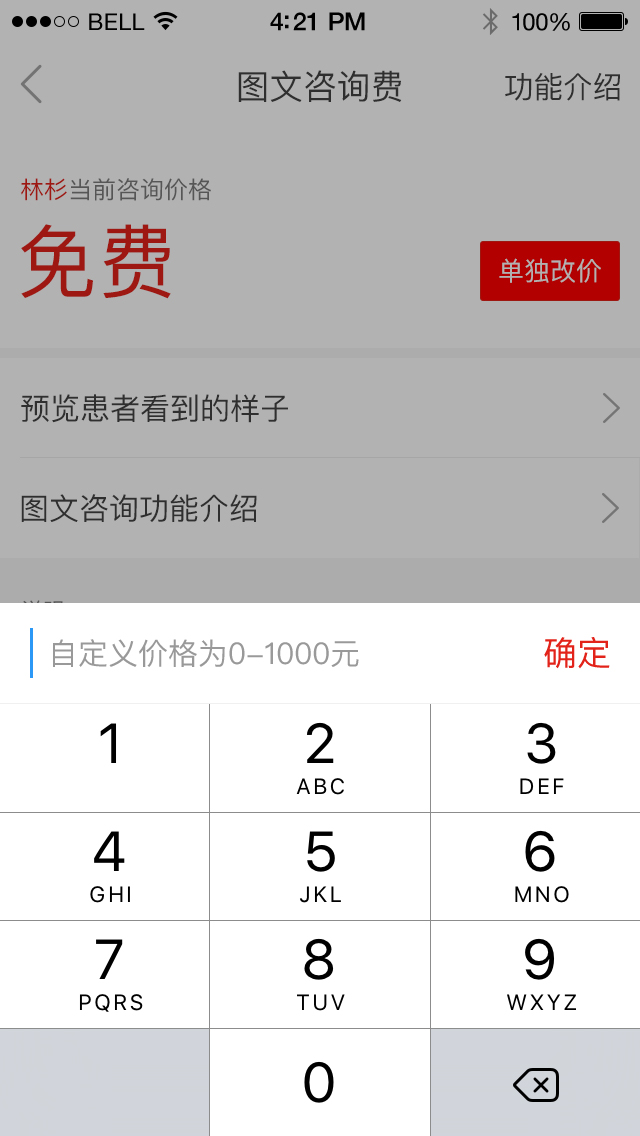 BELL 4:21 PM 100%
图文咨询费 功能介绍
林杉当前咨询价格
免费
单独改价
预览患者看到的样子
图文咨询功能介绍
自定义价格为0–1000元 确定
1 2 3
ABC DEF
4 5 6
GHI JKL MNO
7 8 9
PQRS TUV WXYZ
0